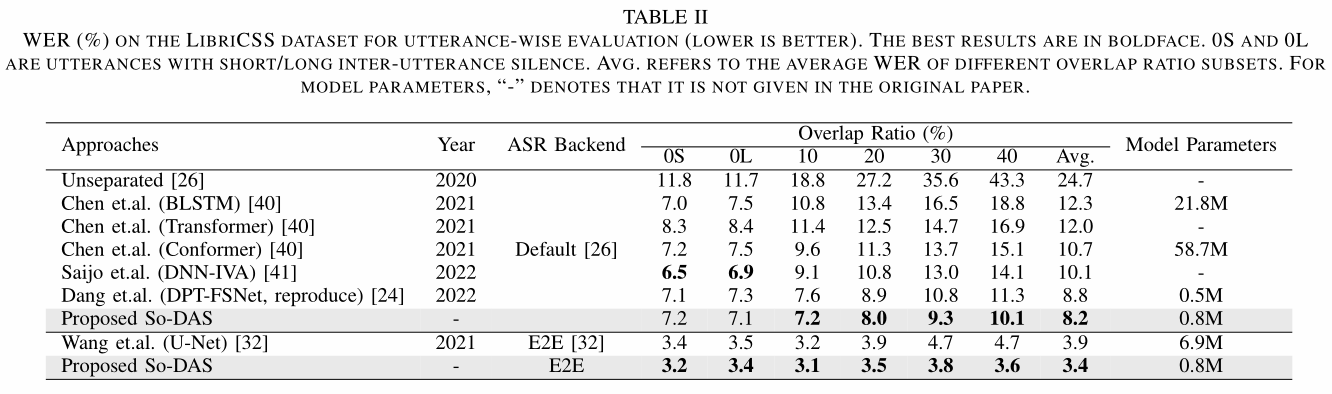 TABLE II
WER (%) ON THE LIBRICSS DATASET FOR UTTERANCE-WISE EVALUATION (LOWER IS BETTER). THE BEST RESULTS ARE IN BOLDFACE. 0S AND 0L
ARE UTTERANCES WITH SHORT/LONG INTER-UTTERANCE SILENCE. AVG. REFERS TO THE AVERAGE WER OF DIFFERENT OVERLAP RATIO SUBSETS. FOR
MODEL PARAMETERS, “-” DENOTES THAT IT IS NOT GIVEN IN THE ORIGINAL PAPER.
Approaches Year ASR Backend Overlap Ratio (%) Model Parameters
0S 0L 10 20 30 40 Avg.
Unseparated [26] 2020 11.8 11.7 18.8 27.2 35.6 43.3 24.7 -
Chen et.al. (BLSTM) [40] 2021 7.0 7.5 10.8 13.4 16.5 18.8 12.3 21.8M
Chen et.al. (Transformer) [40] 2021 8.3 8.4 11.4 12.5 14.7 16.9 12.0 -
Chen et.al. (Conformer) [40] 2021 Default [26] 7.2 7.5 9.6 11.3 13.7 15.1 10.7 58.7M
Saijo et.al. (DNN-IVA) [41] 2022 6.5 6.9 9.1 10.8 13.0 14.1 10.1 -
Dang et.al. (DPT-FSNet, reproduce) [24] 2022 7.1 7.3 7.6 8.9 10.8 11.3 8.8 0.5M
Proposed So-DAS - 7.2 7.1 7.2 8.0 9.3 10.1 8.2 0.8M
Wang et.al. (U-Net) [32] 2021 E2E [32] 3.4 3.5 3.2 3.9 4.7 4.7 3.9 6.9M
Proposed So-DAS - E2E 3.2 3.4 3.1 3.5 3.8 3.6 3.4 0.8M